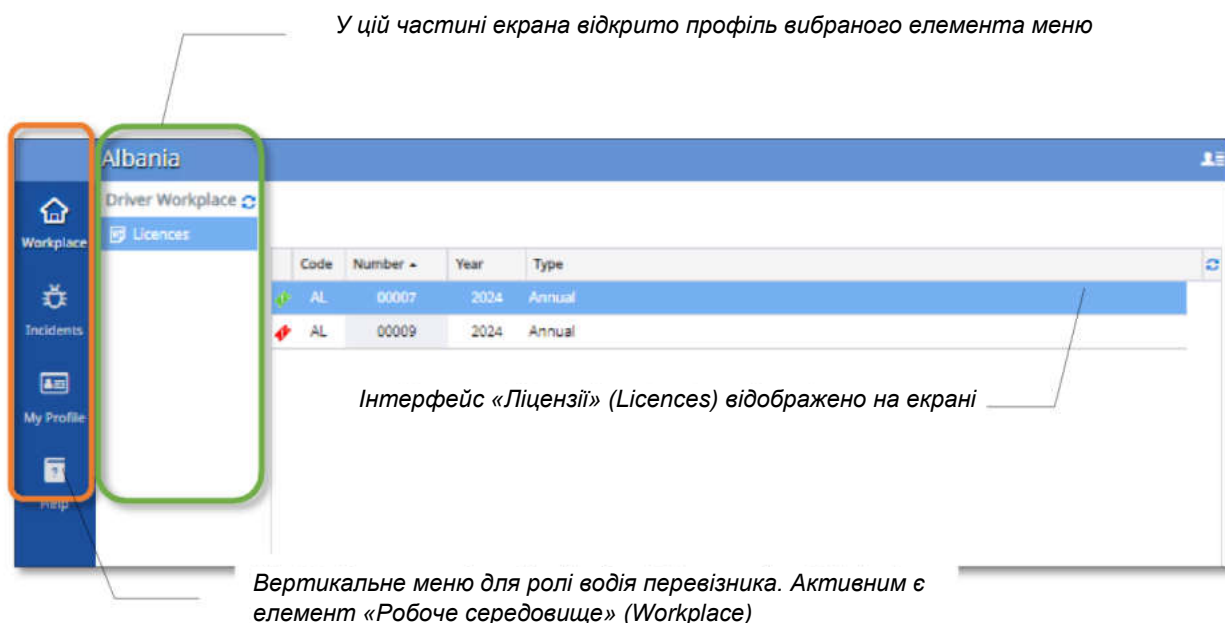 У цій частині екрана відкрито профіль вибраного елемента меню
Albania
Driver Workplace
Workplace
Licences
Code Number Year Type
AL 00007 2024 Annual
Incidents
AL 00009 2024 Annual
Інтерфейс «Ліцензії» (Licences) відображено на екрані
My Profile
Help
Вертикальне меню для ролі водія перевізника. Активним є
елемент «Робоче середовище» (Workplace)